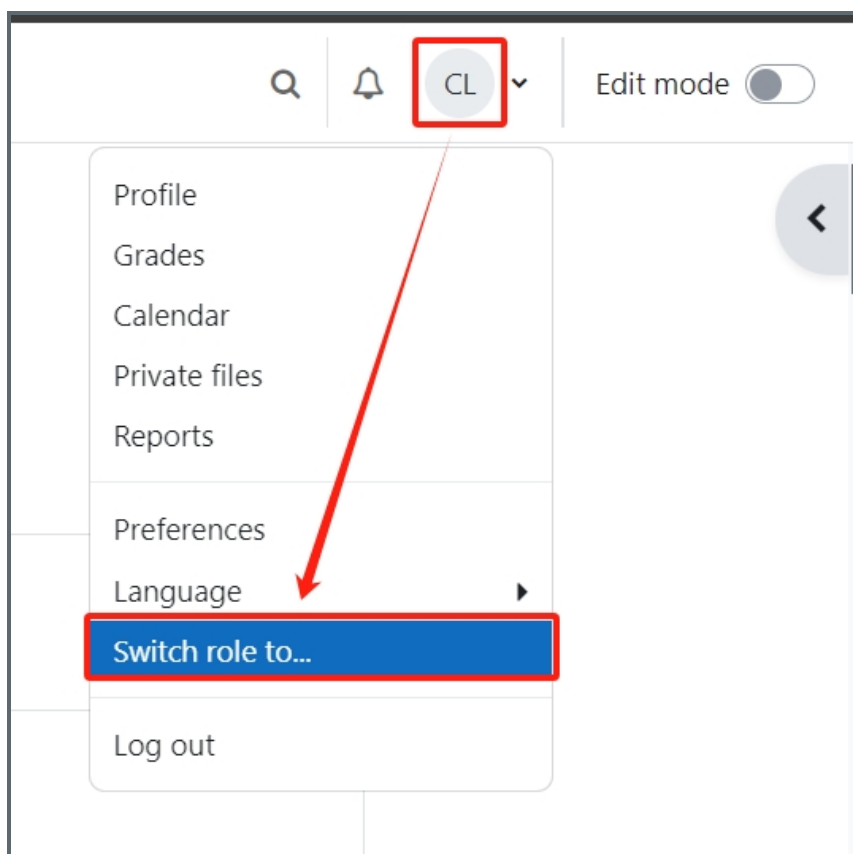 CL
Edit mode
Profile
Grades
Calendar
Private files
Reports
Preferences
Language
Switch role to...
Log out